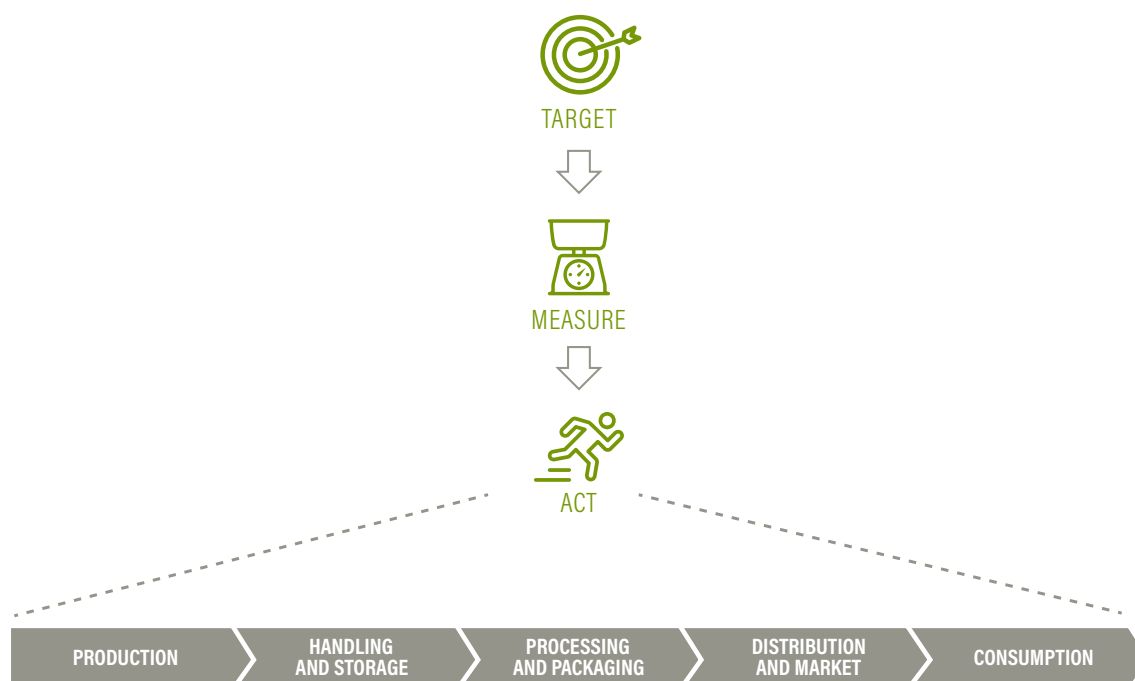 TARGET
MEASURE
ACT
PRODUCTION
HANDLING
AND STORAGE
PROCESSING
AND PACKAGING
DISTRIBUTION
AND MARKET
CONSUMPTION